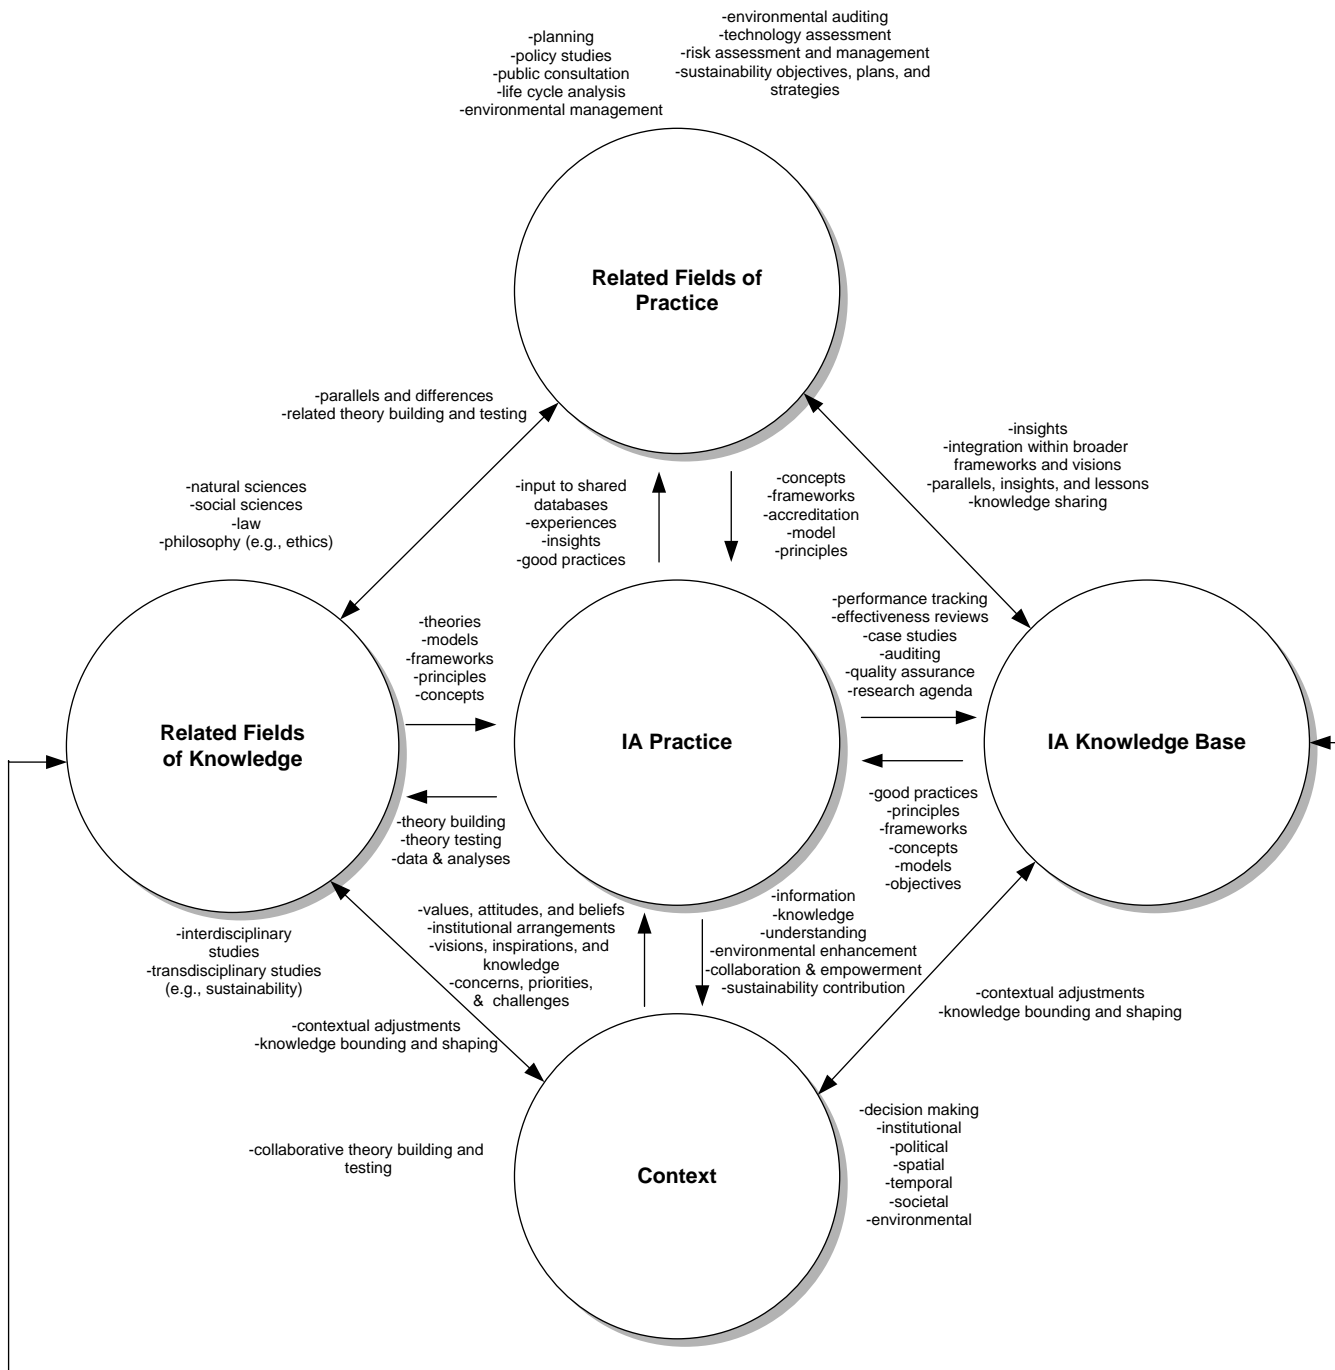 -planning
-policy studies
-public consultation
-life cycle analysis
-environmental management
-environmental auditing
-technology assessment
-risk assessment and management
-sustainability objectives, plans, and
strategies
Related Fields of
Practice
-parallels and differences
-related theory building and testing
-insights
-integration within broader
frameworks and visions
-parallels, insights, and lessons
-knowledge sharing
-natural sciences
-social sciences
-law
-philosophy (e.g., ethics)
-input to shared
databases
-experiences
-insights
-good practices
-concepts
-frameworks
-accreditation
-model
-principles
-theories
-models
-frameworks
-principles
-concepts
-performance tracking
-effectiveness reviews
-case studies
-auditing
-quality assurance
-research agenda
Related Fields
of Knowledge
IA Practice
IA Knowledge Base
-theory building
-theory testing
-data & analyses
-good practices
-principles
-frameworks
-concepts
-models
-objectives
-values, attitudes, and beliefs
-institutional arrangements
-visions, inspirations, and
knowledge
-concerns, priorities,
& challenges
-information
-knowledge
-understanding
-environmental enhancement
-collaboration & empowerment
-sustainability contribution
-interdisciplinary
studies
-transdisciplinary studies
(e.g., sustainability)
-contextual adjustments
-knowledge bounding and shaping
-contextual adjustments
-knowledge bounding and shaping
-collaborative theory building and
testing
Context
-decision making
-institutional
-political
-spatial
-temporal
-societal
-environmental